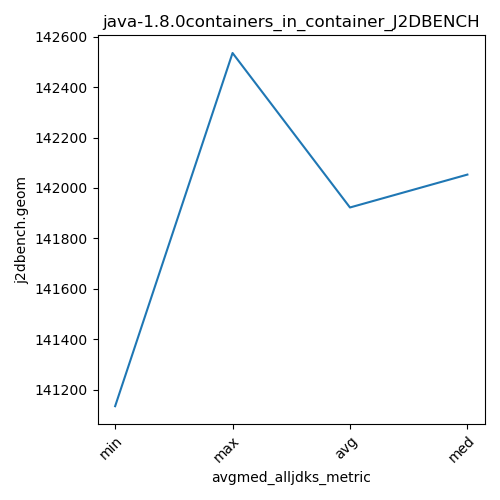 java-1.8.0containers_in_container_J2DBENCH
142600
142400
142200
142000
141800
141600
141400
141200
j2dbench.geom
min
max
avg
med
avgmed_alljdks_metric